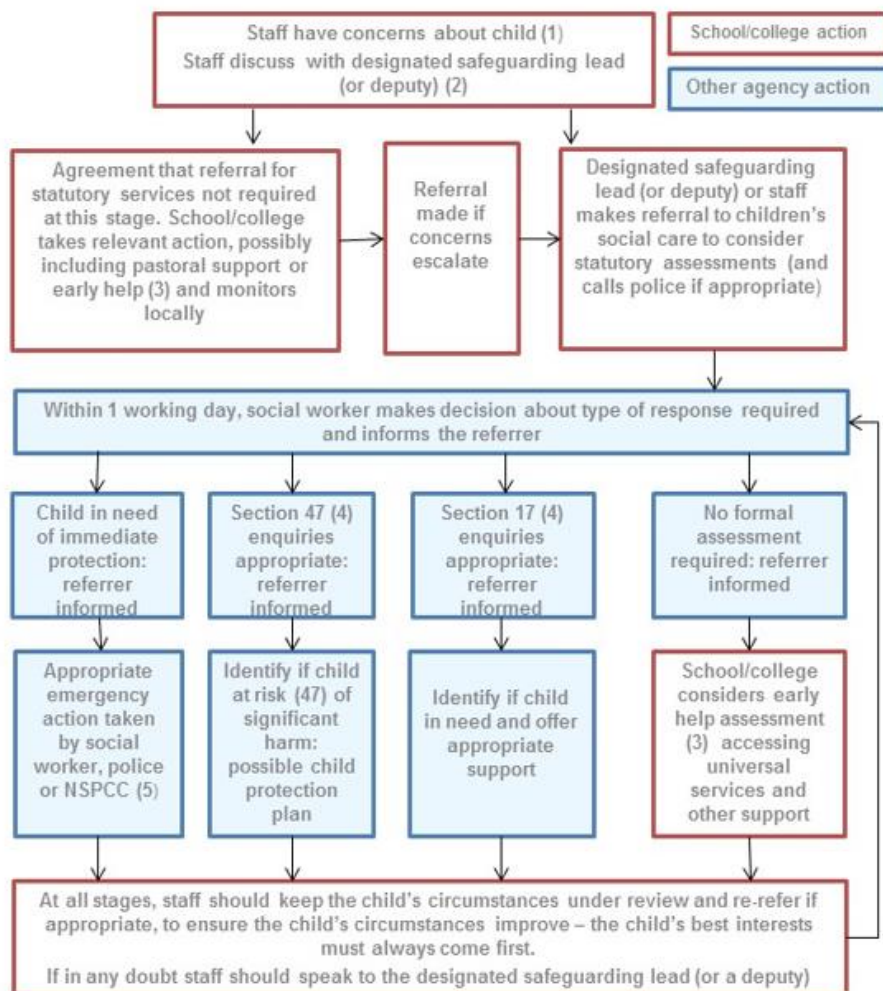 Staff have concerns about child (1)
Staff discuss with designated safeguarding lead
(or deputy) (2)
School/college action
Other agency action
Agreement that referral for
statutory services not required
at this stage. School/college
takes relevant action, possibly
including pastoral support or
early help (3) and monitors
locally
Referral
made if
concerns
escalate
Designated safeguarding
lead (or deputy) or staff
makes referral to children's
social care to consider
statutory assessments (and
calls police if appropriate)
Within 1 working day, social worker makes decision about type of response required
and informs the referrer
Child in need
of immediate
protection:
referrer
informed
Section 47 (4)
enquiries
appropriate:
referrer
informed
Section 17 (4)
enquiries
appropriate:
referrer
informed
No formal
assessment
required: referrer
informed
Appropriate
emergency
action taken
by social
worker, police
or NSPCC (5)
Identify if child
at risk (47) of
significant
harm:
possible child
protection
plan
Identify if child
in need and offer
appropriate
support
School/college
considers early
help assessment
(3) accessing
universal
services and
other support
At all stages, staff should keep the child's circumstances under review and re-refer if
appropriate, to ensure the child's circumstances improve – the child's best interests
must always come first.
If in any doubt staff should speak to the designated safeguarding lead (or a deputy)